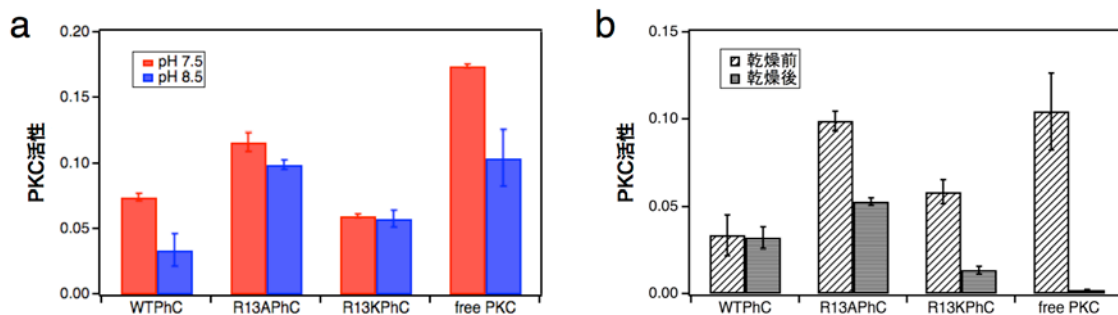 a
PKC活性
0.20
0.15
0.10
0.05
0.00
pH 7.5
pH 8.5
WTPhC
R13APhC
R13KPhC
free PKC
b
PKC活性
0.15
0.10
0.05
0.00
乾燥前
乾燥後
WTPhC
R13APhC
R13KPhC
free PKC